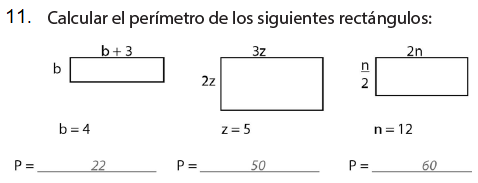 11. Calcular el perímetro de los siguientes rectángulos:
b + 3 3z 2n
b 2z n/2
b = 4 z = 5 n = 12
P = 22 P = 50 P = 60